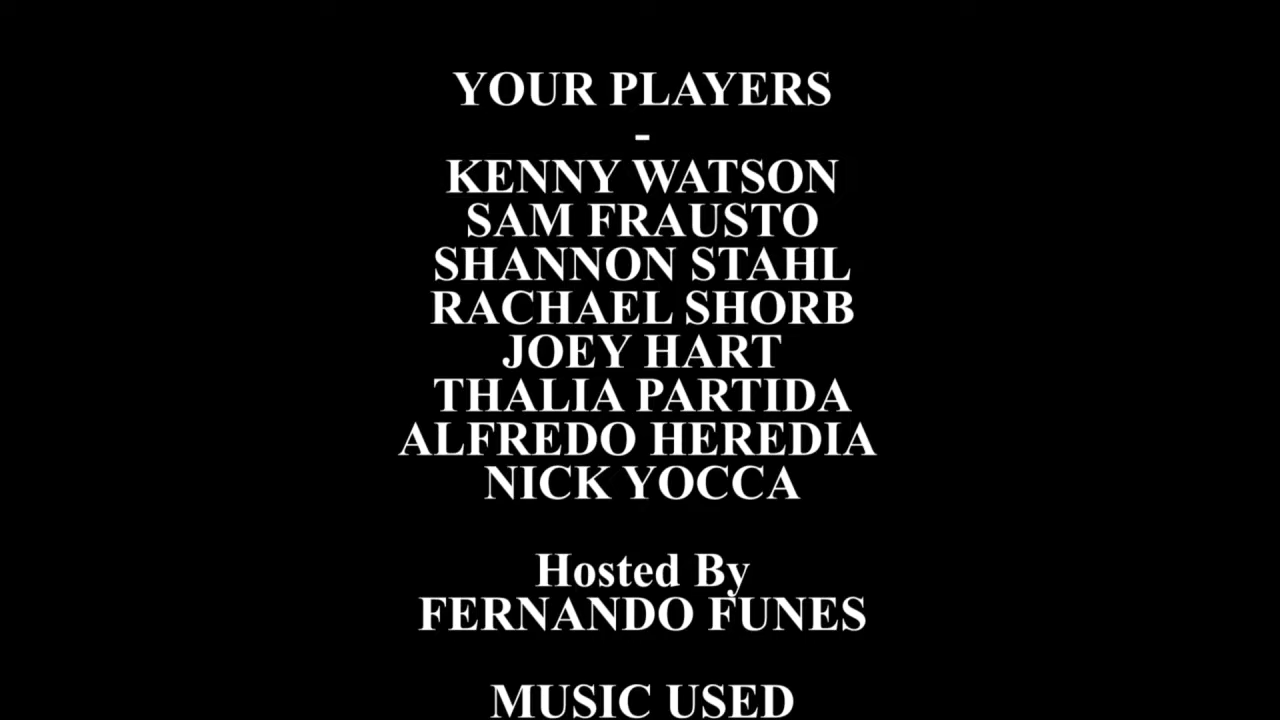 YOUR PLAYERS
-
KENNY WATSON
SAM FRAUSTO
SHANNON STAHL
RACHAEL SHORB
JOEY HART
THALIA PARTIDA
ALFREDO HEREDIA
NICK YOCCA
Hosted By
FERNANDO FUNES
MUSIC USED